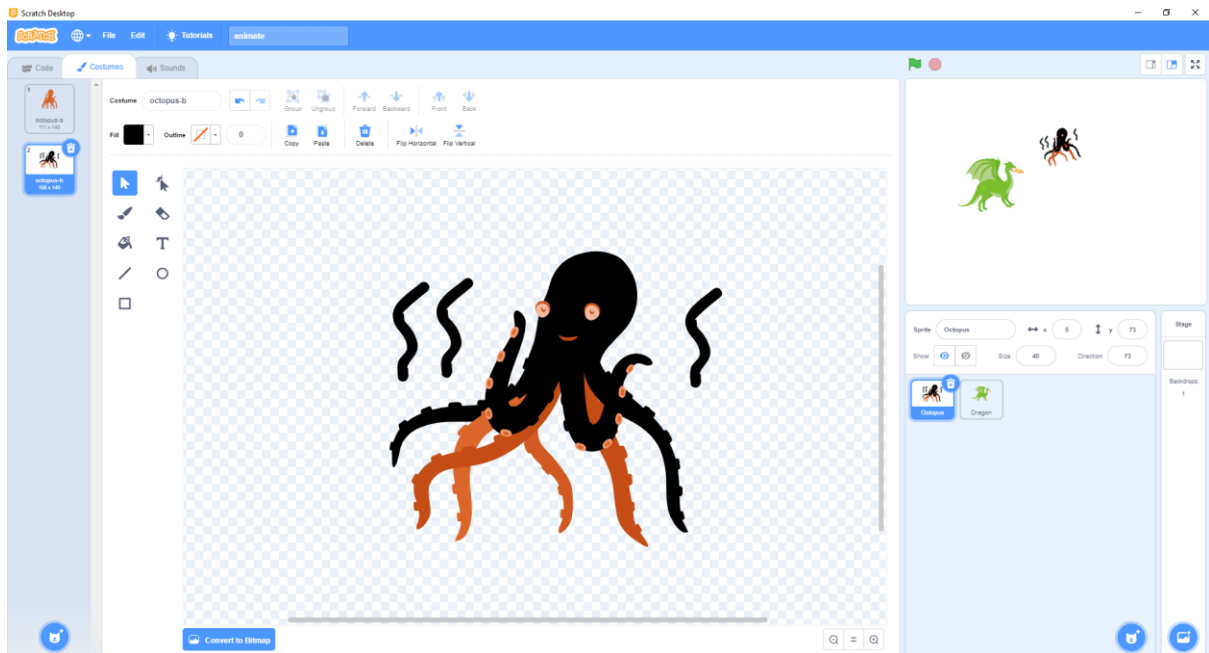 Scratch Desktop
SCRATCH File Edit Tutorials animate
Code Costumes Sounds
1
octopus-a
111 x 140
2
octopus-b
Costume octopus-b Group Ungroup Forward Backward Front Back
Fill Outline 0 Copy Paste Delete Flip Horizontal Flip Vertical
T
Convert to Bitmap
Sprite Octopus x 5 y 73
Show Size 40 Direction 73
Octopus Dragon
Stage
Backdrops
1